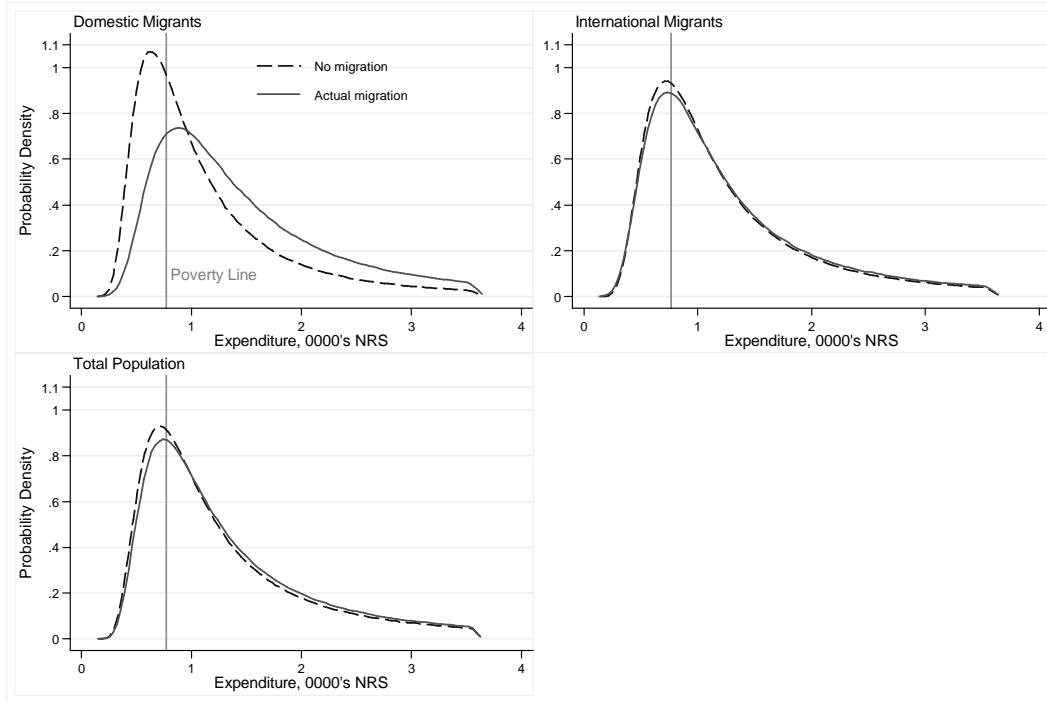 Domestic Migrants
1.1
1
.8
.6
.4
.2
0
Probability Density
No migration
Actual migration
Poverty Line
0 1 2 3 4
Expenditure, 0000's NRS
International Migrants
1.1
1
.8
.6
.4
.2
0
0 1 2 3 4
Expenditure, 0000's NRS
Total Population
1.1
1
.8
.6
.4
.2
0
Probability Density
0 1 2 3 4
Expenditure, 0000's NRS